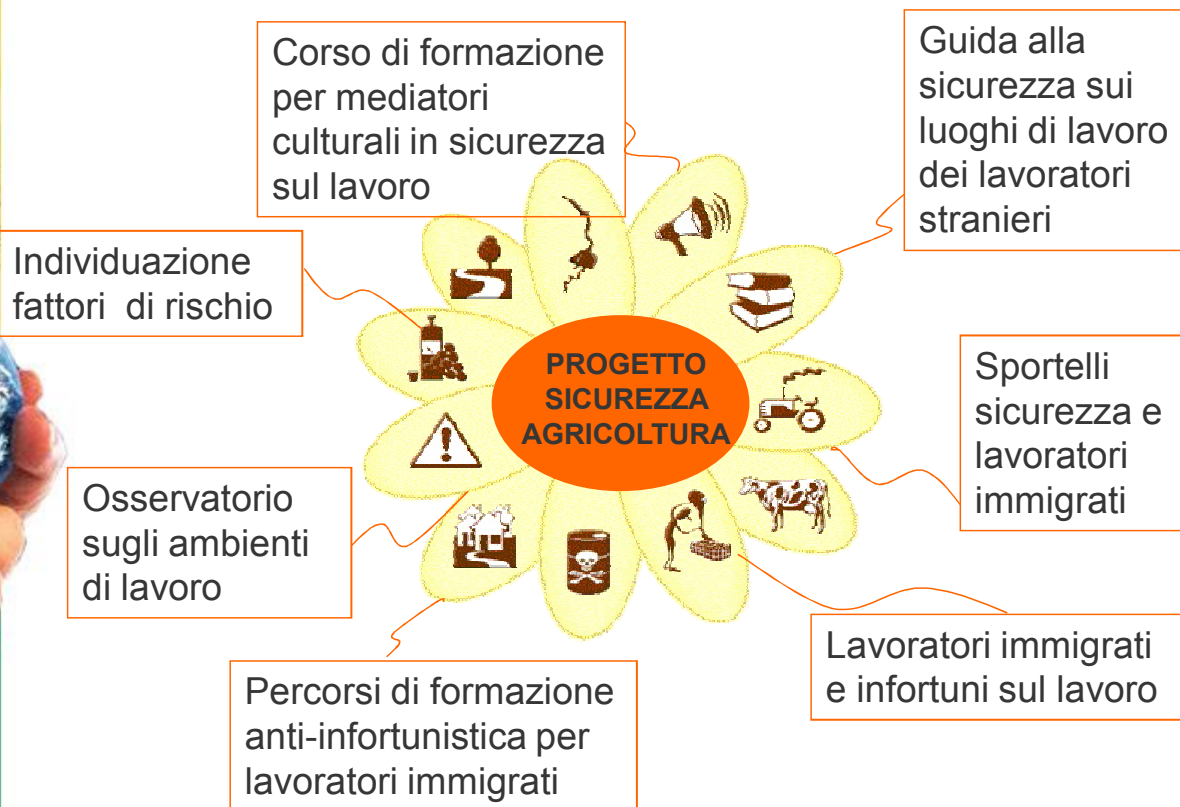 Corso di formazione
per mediatori
culturali in sicurezza
sul lavoro
Guida alla
sicurezza sui
luoghi di lavoro
dei lavoratori
stranieri
Individuazione
fattori di rischio
PROGETTO
SICUREZZA
AGRICOLTURA
Sportelli
sicurezza e
lavoratori
immigrati
Osservatorio
sugli ambienti
di lavoro
Lavoratori immigrati
e infortuni sul lavoro
Percorsi di formazione
anti-infortunistica per
lavoratori immigrati